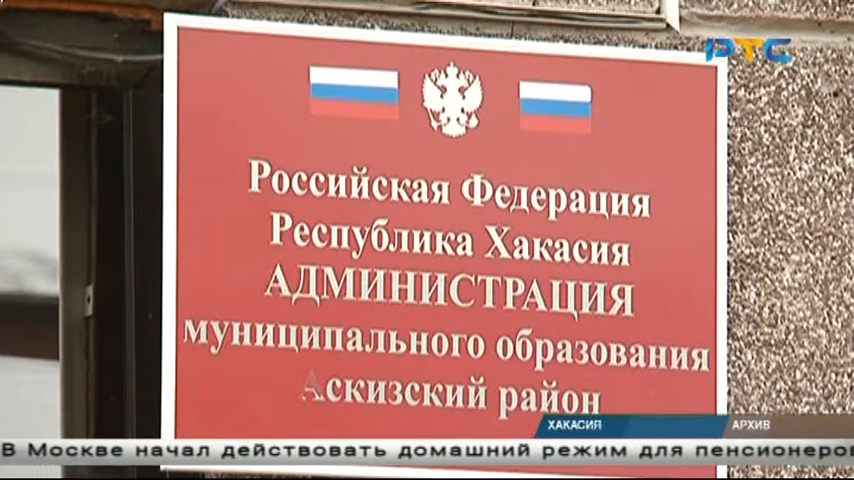 РТС
Российская Федерация
Республика Хакасия
АДМИНИСТРАЦИЯ
муниципального образования
Аскизский район
ХАКАСИЯ
АРХИВ
В Москве начал действовать домашний режим для пенсионеров